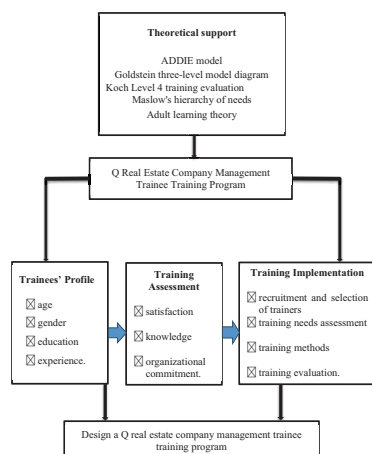 Theoretical support
ADDIE model
Goldstein three-level model diagram
Koch Level 4 training evaluation
Maslow's hierarchy of needs
Adult learning theory
Q Real Estate Company Management
Trainee Training Program
Trainees' Profile
☒ age
☒ gender
☒ education
☒ experience.
Training
Assessment
☒ satisfaction
☒ knowledge
☒ organizational
commitment.
Training Implementation
☒ recruitment and selection
of trainers
☒ training needs assessment
☒ training methods
☒ training evaluation.
Design a Q real estate company management trainee
training program